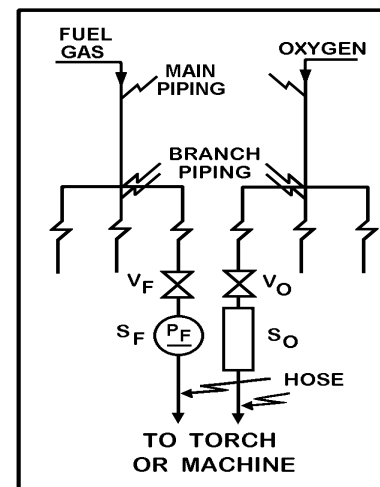 FUEL
GAS
OXYGEN
MAIN
PIPING
BRANCH
PIPING
VF
VO
SF
PF
SO
HOSE
TO TORCH
OR MACHINE